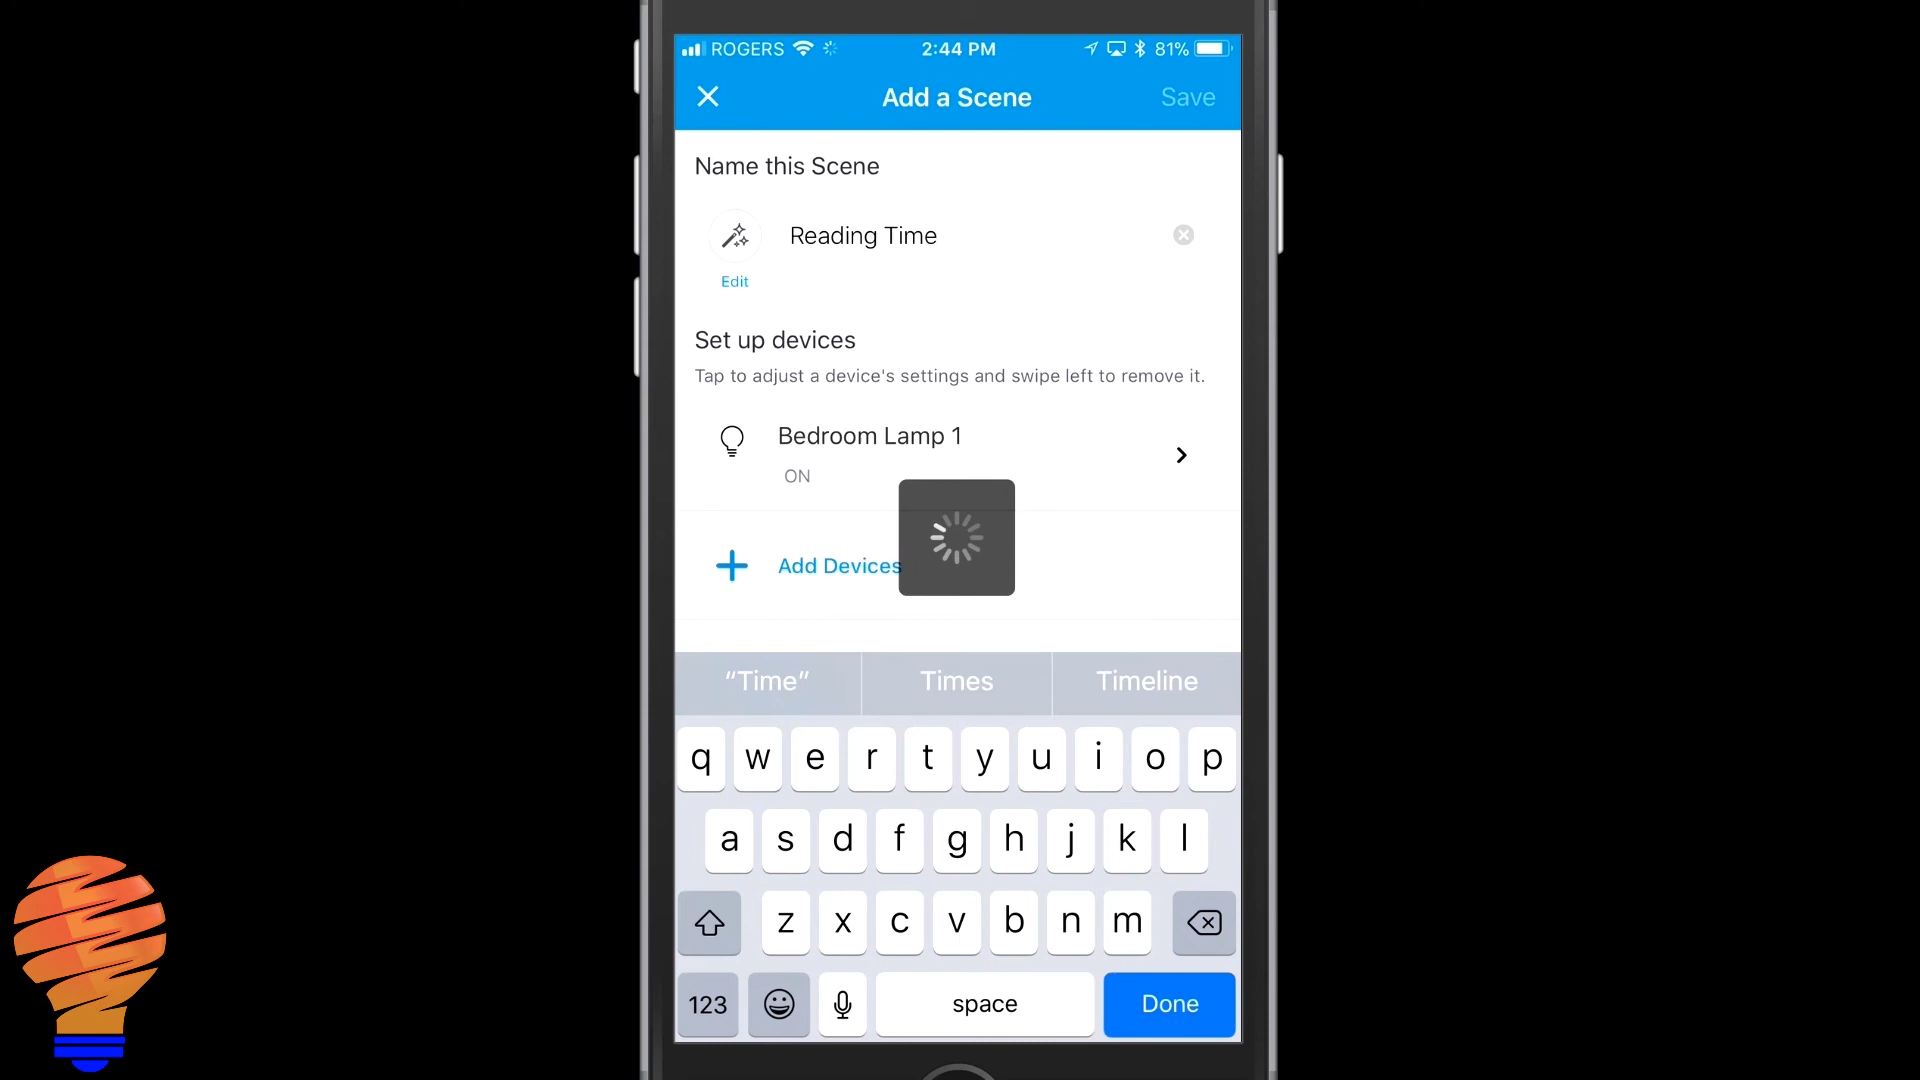 ROGERS 2:44 PM 81%
Add a Scene Save
Name this Scene
Reading Time
Edit
Set up devices
Tap to adjust a device's settings and swipe left to remove it.
Bedroom Lamp 1
ON
Add Devices
“Time” Times Timeline
q w e r t y u i o p
a s d f g h j k l
z x c v b n m
123 space Done